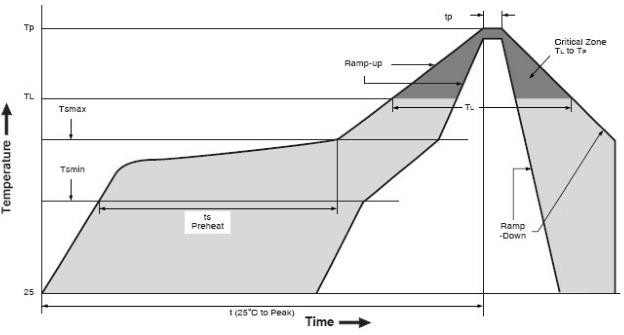 tp
Tp
Critical Zone
TL to Tp
Ramp-up
TL
TL
Tsmax
Tsmin
Temperature
ts
Preheat
Ramp
-Down
25
t (25°C to Peak)
Time